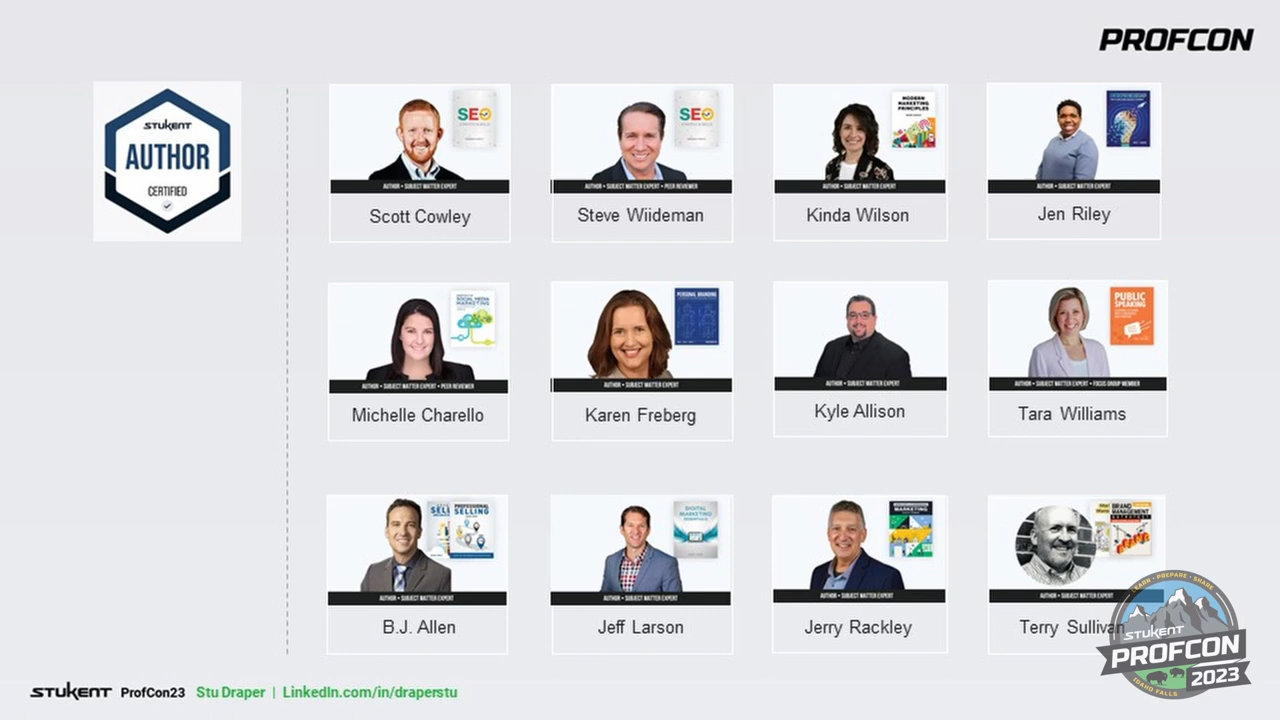 PROFCON
STUKENT
AUTHOR
CERTIFIED
SEO
AUTHOR • SUBJECT MATTER EXPERT
Scott Cowley
SEO
AUTHOR • SUBJECT MATTER EXPERT • PEER REVIEWER
Steve Wiideman
MODERN
MARKETING
PRINCIPLES
AUTHOR • SUBJECT MATTER EXPERT
Kinda Wilson
AUTHOR • SUBJECT MATTER EXPERT
Jen Riley
SOCIAL MEDIA
MARKETING
AUTHOR • SUBJECT MATTER EXPERT • PEER REVIEWER
Michelle Charello
PERSONAL BRANDING
AUTHOR • SUBJECT MATTER EXPERT
Karen Freberg
AUTHOR • SUBJECT MATTER EXPERT
Kyle Allison
PUBLIC
SPEAKING
AUTHOR • SUBJECT MATTER EXPERT • FOCUS GROUP MEMBER
Tara Williams
PROFESSIONAL
SELLING
AUTHOR • SUBJECT MATTER EXPERT
B.J. Allen
DIGITAL
MARKETING
ESSENTIALS
AUTHOR • SUBJECT MATTER EXPERT
Jeff Larson
MARKETING
AUTHOR • SUBJECT MATTER EXPERT
Jerry Rackley
BRAND
MANAGEMENT
AUTHOR • SUBJECT MATTER EXPERT
Terry Sullivan
STUKENT ProfCon23 Stu Draper | LinkedIn.com/in/draperstu
LEARN • PREPARE • SHARE
STUKENT
PROFCON
2023
IDAHO FALLS